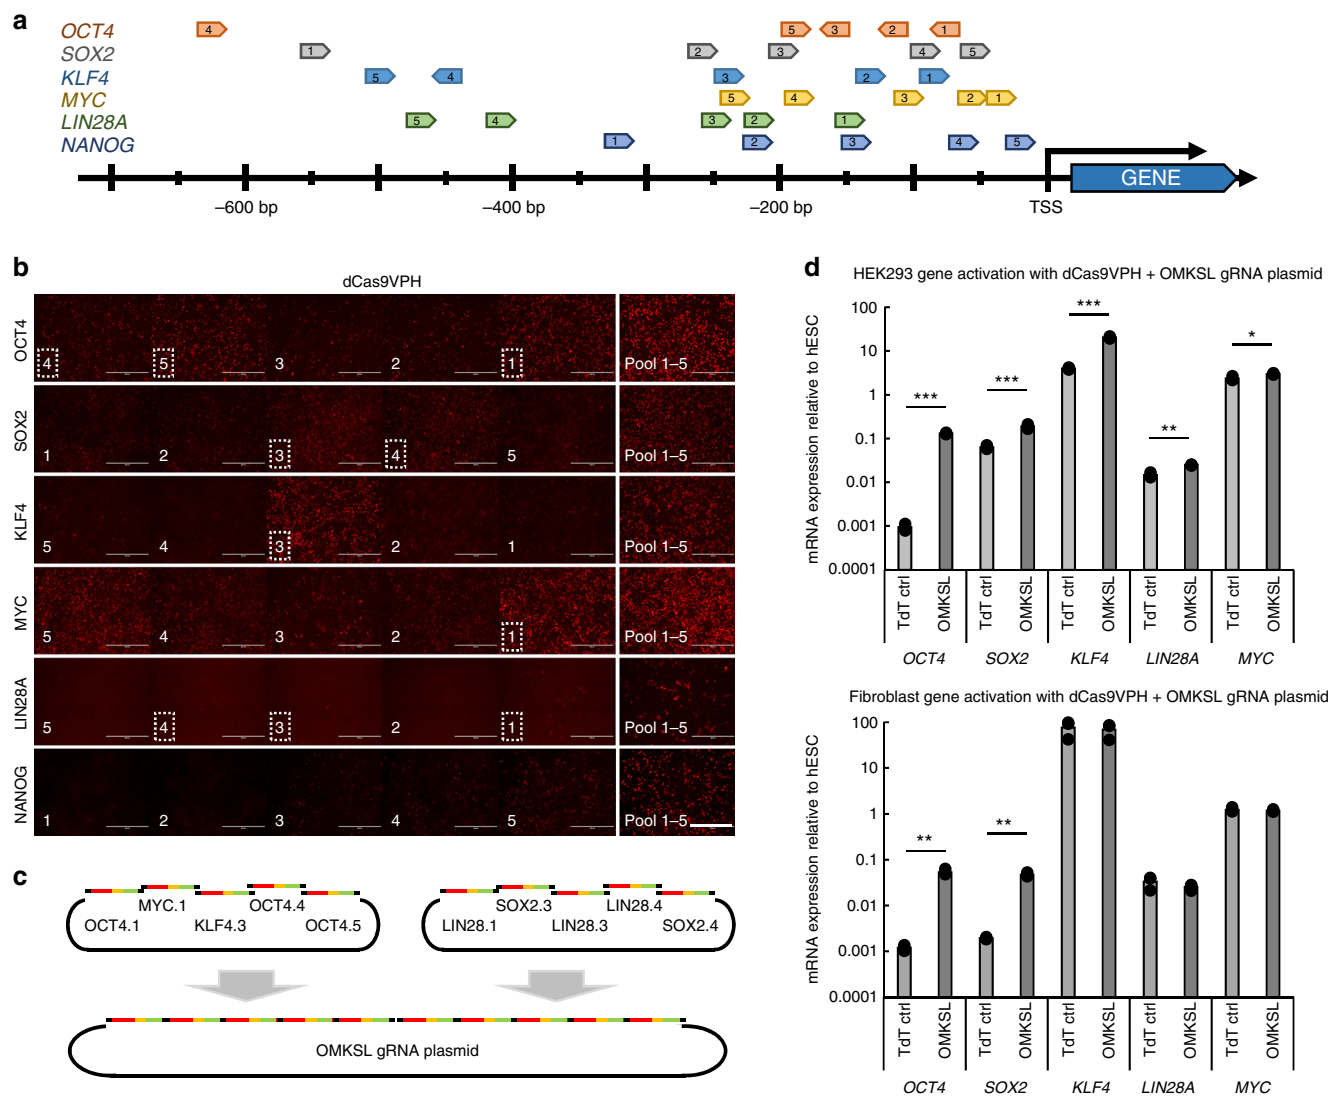 a
OCT4 4 5 3 2 1
SOX2 1 2 3 4 5
KLF4 5 4 3 2 1
MYC 5 4 3 2 1
LIN28A 5 4 3 2 1
NANOG 1 2 3 4 5
GENE
–600 bp –400 bp –200 bp TSS
b
dCas9VPH
OCT4 4 5 3 2 1 Pool 1–5
SOX2 1 2 3 4 5 Pool 1–5
KLF4 5 4 3 2 1 Pool 1–5
MYC 5 4 3 2 1 Pool 1–5
LIN28A 5 4 3 2 1 Pool 1–5
NANOG 1 2 3 4 5 Pool 1–5
c
MYC.1 OCT4.4
OCT4.1 KLF4.3 OCT4.5
SOX2.3 LIN28.4
LIN28.1 LIN28.3 SOX2.4
OMKSL gRNA plasmid
d
HEK293 gene activation with dCas9VPH + OMKSL gRNA plasmid
mRNA expression relative to hESC
100
10
1
0.1
0.01
0.001
0.0001
*** *** *** ** *
TdT ctrl OMKSL TdT ctrl OMKSL TdT ctrl OMKSL TdT ctrl OMKSL TdT ctrl OMKSL
OCT4 SOX2 KLF4 LIN28A MYC
Fibroblast gene activation with dCas9VPH + OMKSL gRNA plasmid
mRNA expression relative to hESC
100
10
1
0.1
0.01
0.001
0.0001
** **
TdT ctrl OMKSL TdT ctrl OMKSL TdT ctrl OMKSL TdT ctrl OMKSL TdT ctrl OMKSL
OCT4 SOX2 KLF4 LIN28A MYC